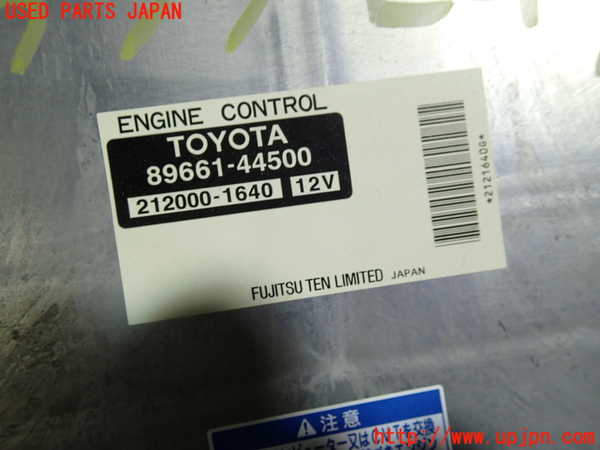 USED PARTS JAPAN
ENGINE CONTROL
TOYOTA
89661-44500
212000-1640 12V
*2121640G*
FUJITSU TEN LIMITED JAPAN
注意
http://www.upjpn.com/